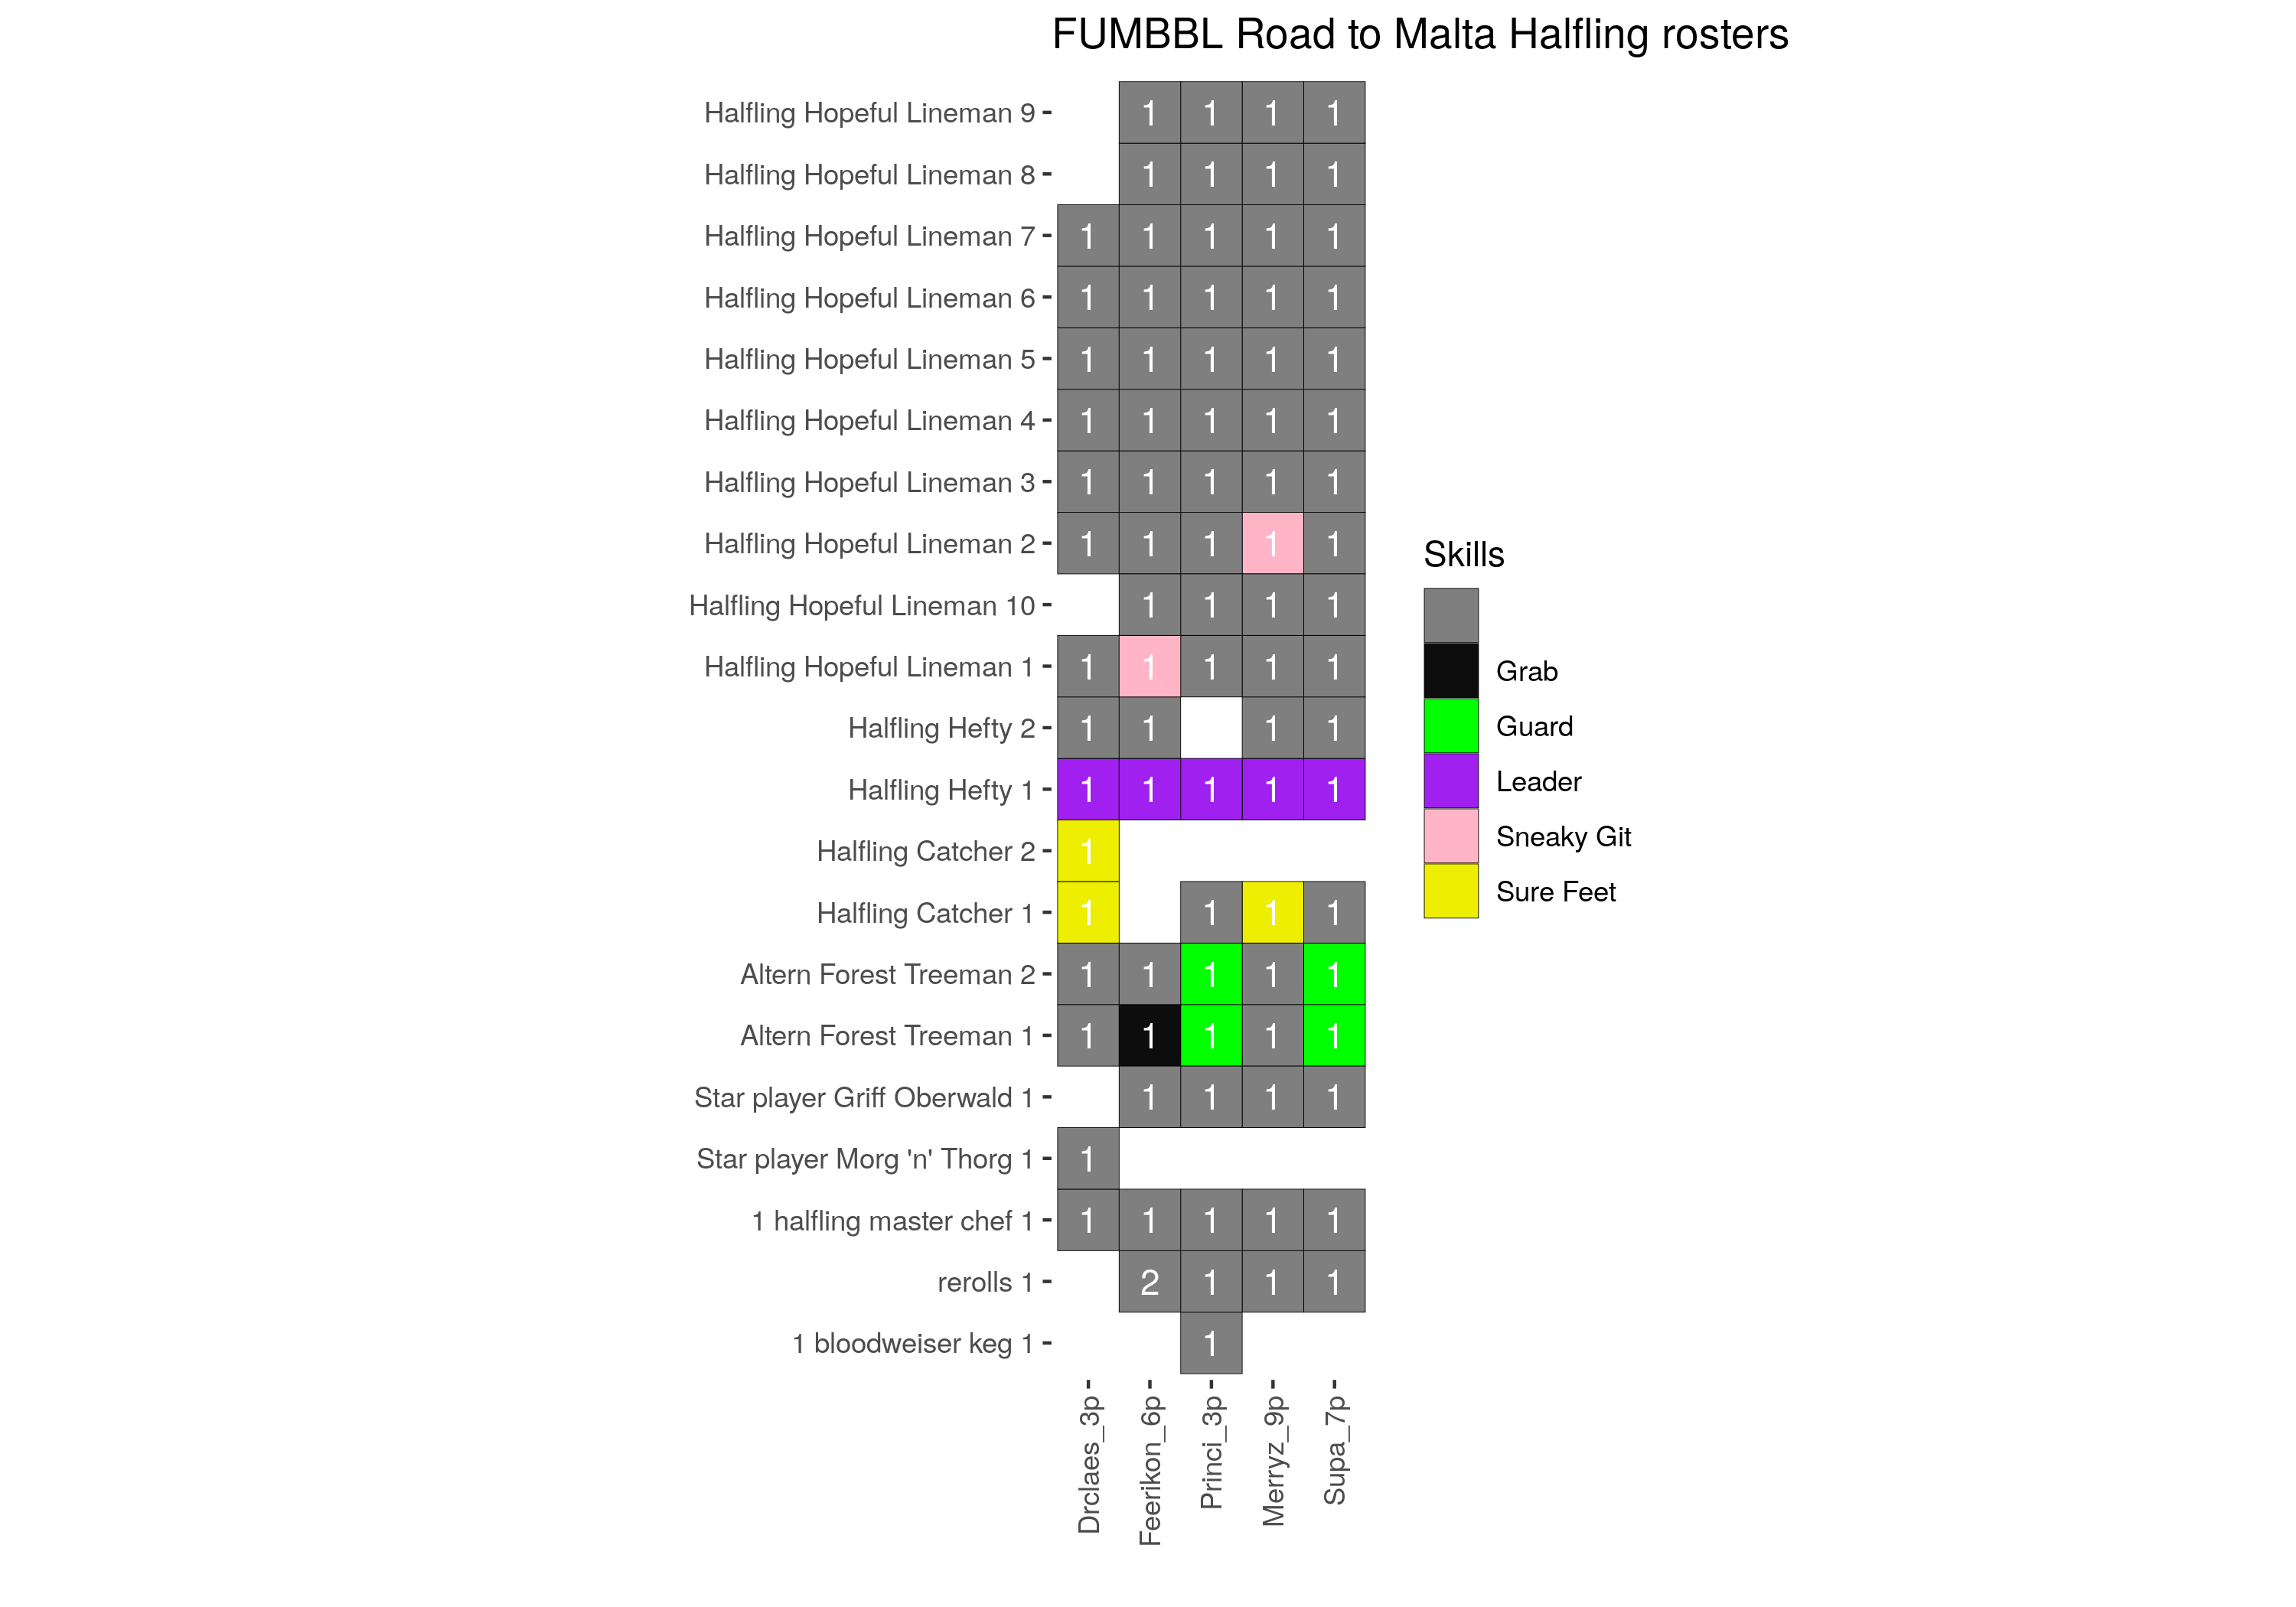 FUMBBL Road to Malta Halfling rosters
Halfling Hopeful Lineman 9 1 1 1 1
Halfling Hopeful Lineman 8 1 1 1 1
Halfling Hopeful Lineman 7 1 1 1 1 1
Halfling Hopeful Lineman 6 1 1 1 1 1
Halfling Hopeful Lineman 5 1 1 1 1 1
Halfling Hopeful Lineman 4 1 1 1 1 1
Halfling Hopeful Lineman 3 1 1 1 1 1
Halfling Hopeful Lineman 2 1 1 1 1 1
Halfling Hopeful Lineman 10 1 1 1 1
Halfling Hopeful Lineman 1 1 1 1 1 1
Halfling Hefty 2 1 1 1 1
Halfling Hefty 1 1 1 1 1 1
Halfling Catcher 2 1
Halfling Catcher 1 1 1 1 1
Altern Forest Treeman 2 1 1 1 1 1
Altern Forest Treeman 1 1 1 1 1 1
Star player Griff Oberwald 1 1 1 1 1
Star player Morg 'n' Thorg 1 1
1 halfling master chef 1 1 1 1 1 1
rerolls 1 2 1 1 1
1 bloodweiser keg 1 1
Drclaes_3p
Feerikon_6p
Princi_3p
Merryz_9p
Supa_7p
Skills
Grab
Guard
Leader
Sneaky Git
Sure Feet